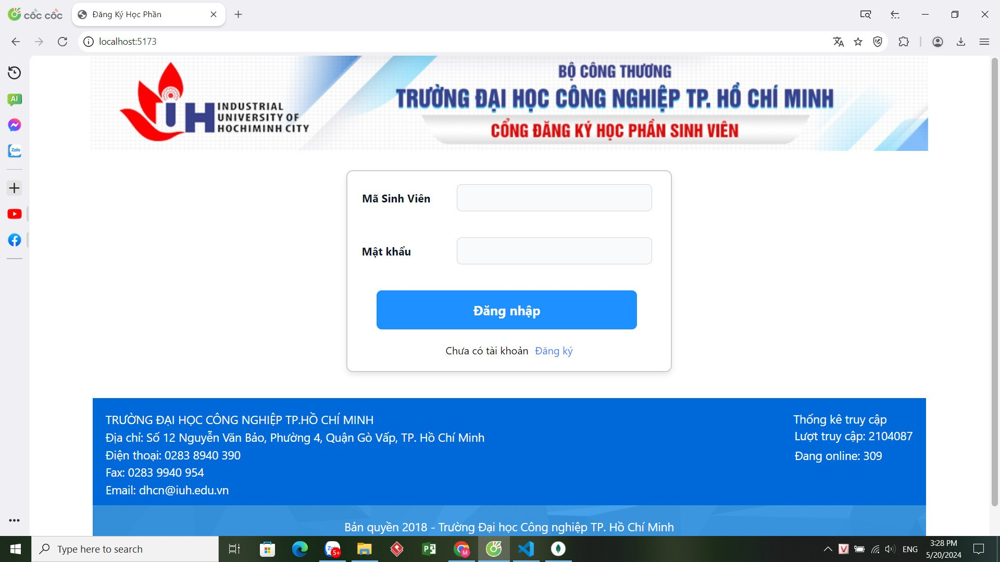 cốc cốc
Đăng Ký Học Phần
localhost:5173
AI
Zalo
IUH
INDUSTRIAL
UNIVERSITY OF
HOCHIMINH CITY
BỘ CÔNG THƯƠNG
TRƯỜNG ĐẠI HỌC CÔNG NGHIỆP TP. HỒ CHÍ MINH
CỔNG ĐĂNG KÝ HỌC PHẦN SINH VIÊN
Mã Sinh Viên
Mật khẩu
Đăng nhập
Chưa có tài khoản Đăng ký
TRƯỜNG ĐẠI HỌC CÔNG NGHIỆP TP.HỒ CHÍ MINH
Địa chỉ: Số 12 Nguyễn Văn Bảo, Phường 4, Quận Gò Vấp, TP. Hồ Chí Minh
Điện thoại: 0283 8940 390
Fax: 0283 9940 954
Email: dhcn@iuh.edu.vn
Thống kê truy cập
Lượt truy cập: 2104087
Đang online: 309
Bản quyền 2018 - Trường Đại học Công nghiệp TP. Hồ Chí Minh
Type here to search
5+
P
M
V
ENG
3:28 PM
5/20/2024